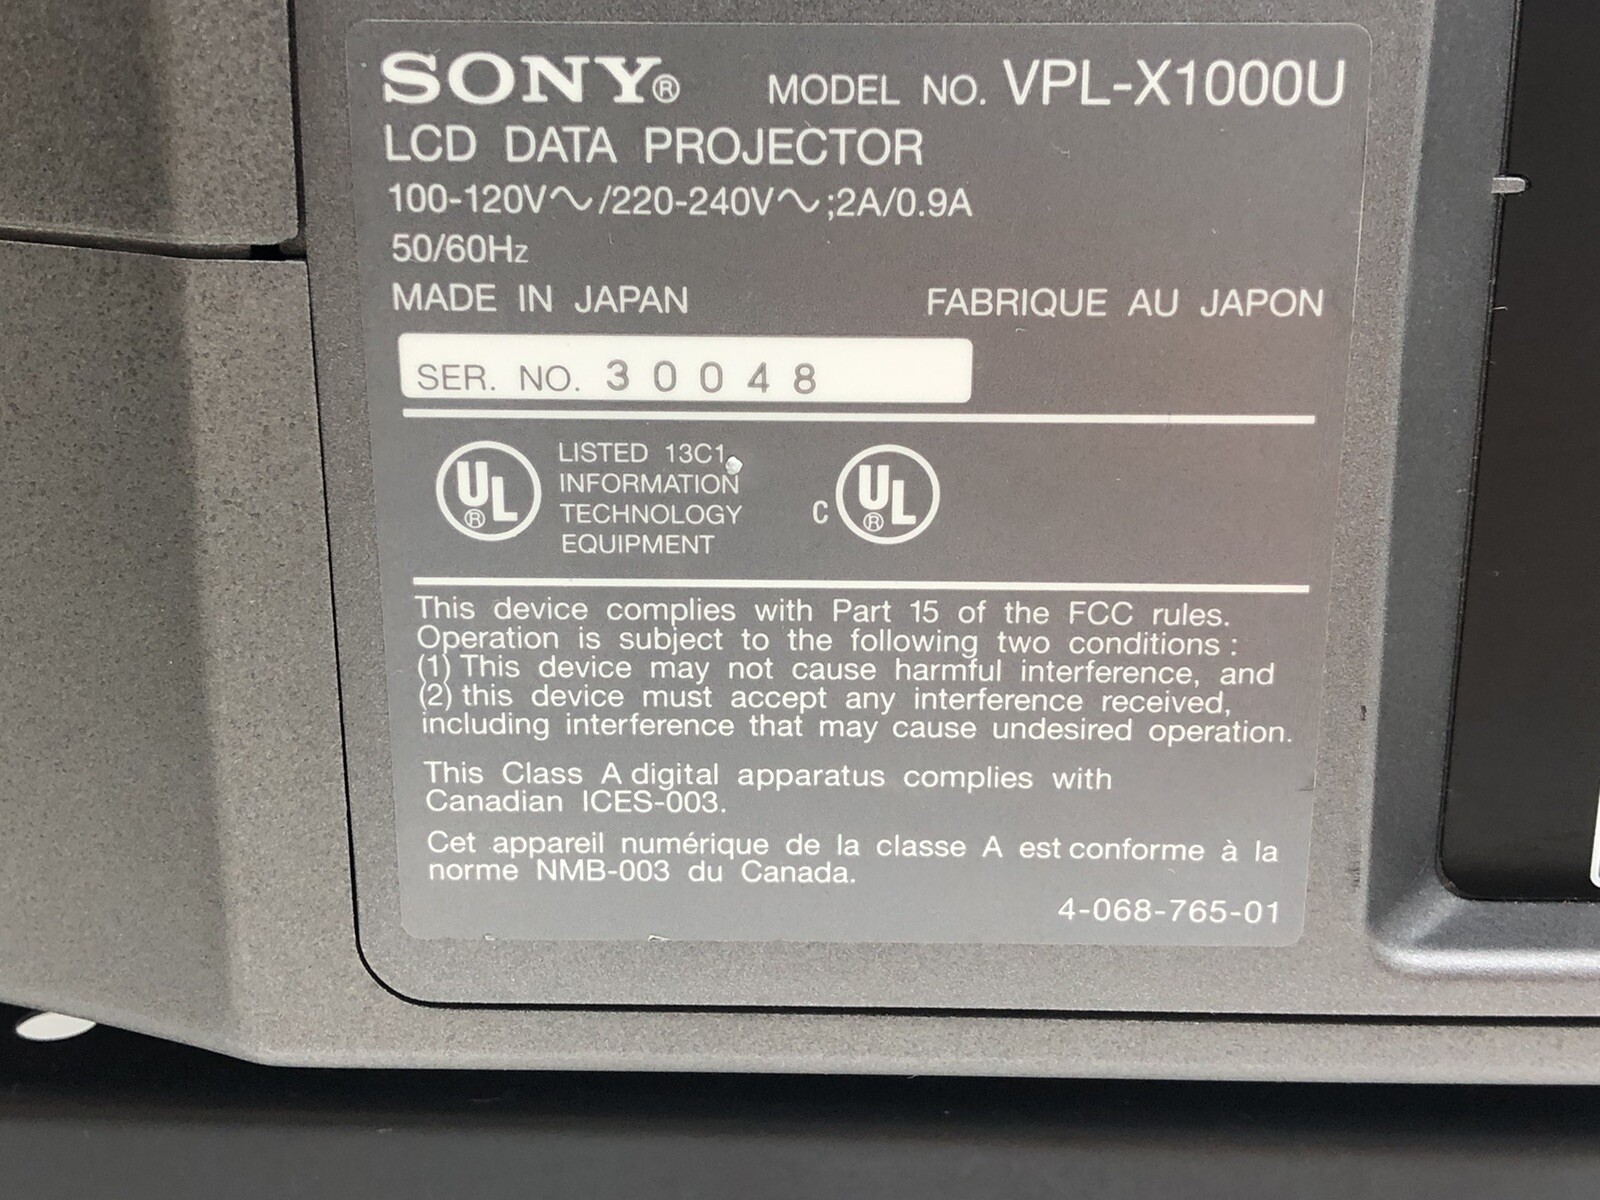 SONY® MODEL NO. VPL-X1000U
LCD DATA PROJECTOR
100-120V～/220-240V～;2A/0.9A
50/60Hz
MADE IN JAPAN FABRIQUE AU JAPON
SER. NO. 30048
UL® LISTED 13C1
INFORMATION
TECHNOLOGY
EQUIPMENT
C UL®
This device complies with Part 15 of the FCC rules.
Operation is subject to the following two conditions :
(1) This device may not cause harmful interference, and
(2) this device must accept any interference received,
including interference that may cause undesired operation.
This Class A digital apparatus complies with
Canadian ICES-003.
Cet appareil numérique de la classe A est conforme à la
norme NMB-003 du Canada.
4-068-765-01